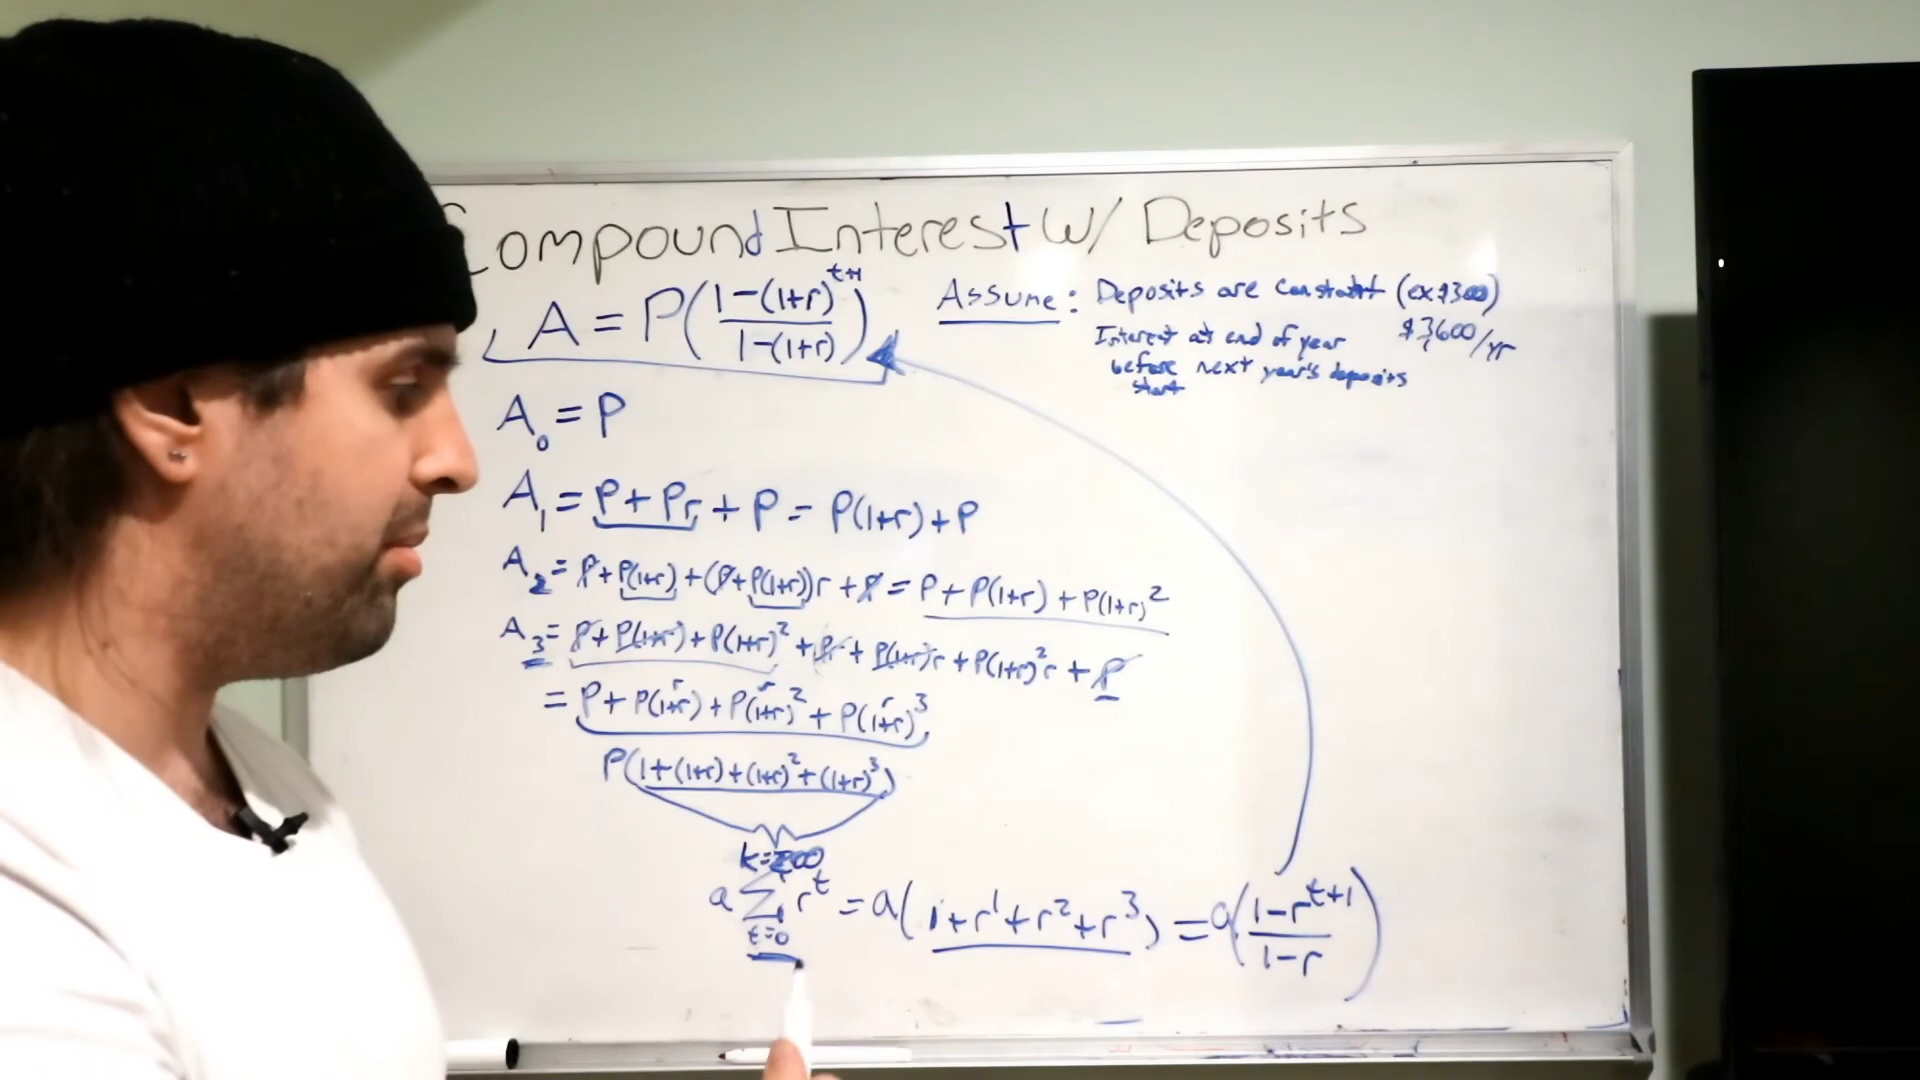 Compound Interest w/ Deposits
A = P((1-(1+r)^t+1)/(1-(1+r)))
Assume: Deposits are constant (ex $300)
$3,600/yr
Interest at end of year
before next year's deposits
start
A₀ = P
A₁ = P + Pr + P = P(1+r) + P
A₂ = P + P(1+r) + (P + P(1+r))r + P = P + P(1+r) + P(1+r)²
A₃ = P + P(1+r) + P(1+r)² + Pr + P(1+r)r + P(1+r)²r + P
= P + P(1+r) + P(1+r)² + P(1+r)³
P(1+(1+r)+(1+r)²+(1+r)³)
a Σ t=0 r^t = a(1+r¹+r²+r³) = a((1-r^t+1)/(1-r))